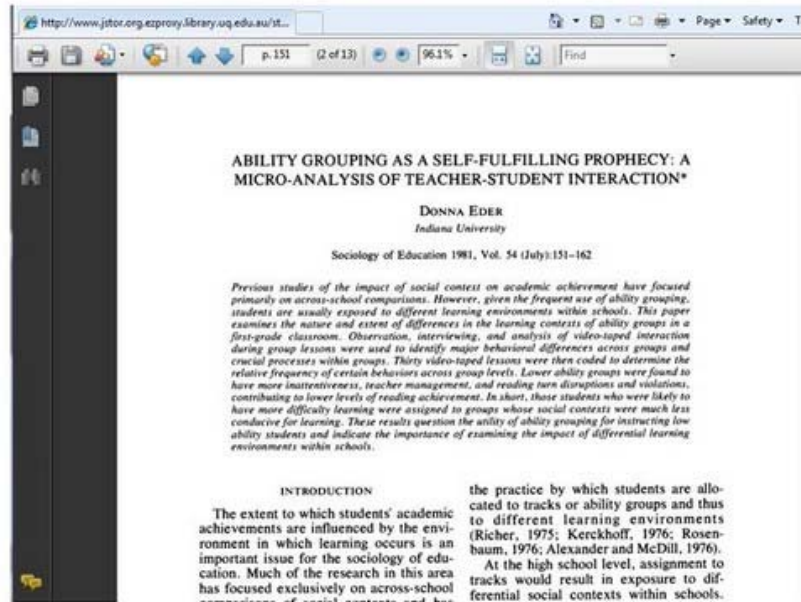 http://www.jstor.org.ezproxy.library.uq.edu.au/st...
Page Safety
p. 151 (2 of 13) 96.1% Find
ABILITY GROUPING AS A SELF-FULFILLING PROPHECY: A
MICRO-ANALYSIS OF TEACHER-STUDENT INTERACTION*
DONNA EDER
Indiana University
Sociology of Education 1981, Vol. 54 (July):151–162
Previous studies of the impact of social context on academic achievement have focused
primarily on across-school comparisons. However, given the frequent use of ability grouping,
students are usually exposed to different learning environments within schools. This paper
examines the nature and extent of differences in the learning contexts of ability groups in a
first-grade classroom. Observation, interviewing, and analysis of video-taped interaction
during group lessons were used to identify major behavioral differences across groups and
crucial processes within groups. Thirty video-taped lessons were then coded to determine the
relative frequency of certain behaviors across group levels. Lower ability groups were found to
have more inattentiveness, teacher management, and reading turn disruptions and violations,
contributing to lower levels of reading achievement. In short, those students who were likely to
have more difficulty learning were assigned to groups whose social contexts were much less
conducive for learning. These results question the utility of ability grouping for instructing low
ability students and indicate the importance of examining the impact of differential learning
environments within schools.
INTRODUCTION
The extent to which students' academic
achievements are influenced by the envi-
ronment in which learning occurs is an
important issue for the sociology of edu-
cation. Much of the research in this area
has focused exclusively on across-school
comparisons of social contexts and has
the practice by which students are allo-
cated to tracks or ability groups and thus
to different learning environments
(Richer, 1975; Kerckhoff, 1976; Rosen-
baum, 1976; Alexander and McDill, 1976).
At the high school level, assignment to
tracks would result in exposure to dif-
ferential social contexts within schools.